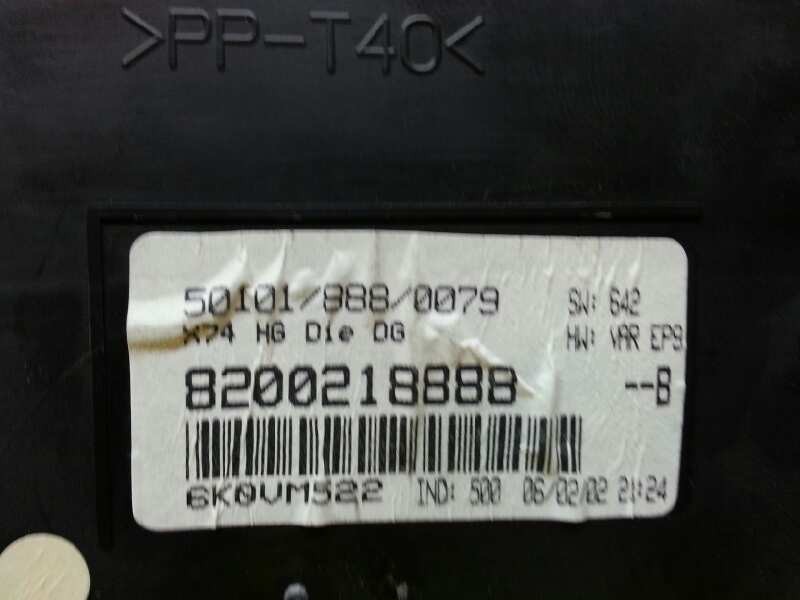 >PP-T40<
50101/888/0079 SW: 642
X74 HG Die DG HW: VAR EP9
8200218888 --B
6K0VM522 IND: 500 06/02/02 21:24